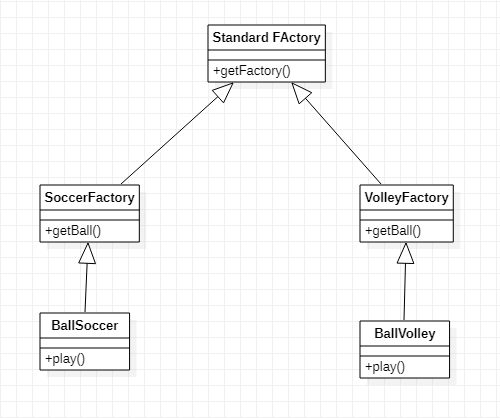 Standard FActory
+getFactory()
SoccerFactory
+getBall()
VolleyFactory
+getBall()
BallSoccer
+play()
BallVolley
+play()